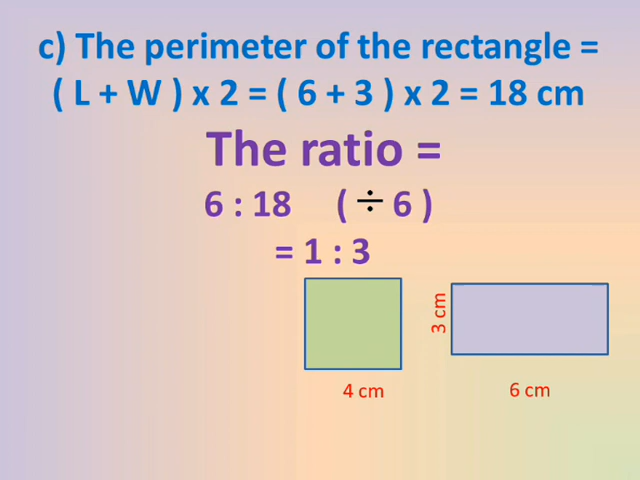 c) The perimeter of the rectangle =
( L + W ) x 2 = ( 6 + 3 ) x 2 = 18 cm
The ratio =
6 : 18 ( ÷ 6 )
= 1 : 3
3 cm
4 cm
6 cm